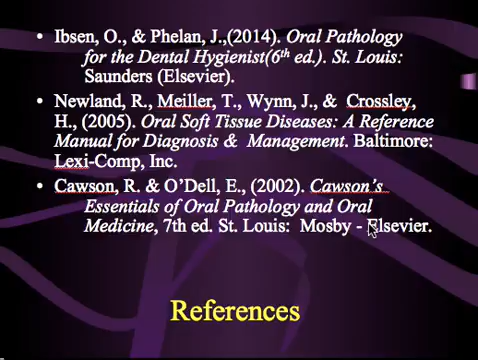 • Ibsen, O., & Phelan, J.,(2014). Oral Pathology
for the Dental Hygienist(6th ed.). St. Louis:
Saunders (Elsevier).
• Newland, R., Meiller, T., Wynn, J., & Crossley,
H., (2005). Oral Soft Tissue Diseases: A Reference
Manual for Diagnosis & Management. Baltimore:
Lexi-Comp, Inc.
• Cawson, R. & O’Dell, E., (2002). Cawson’s
Essentials of Oral Pathology and Oral
Medicine, 7th ed. St. Louis: Mosby - Elsevier.
References